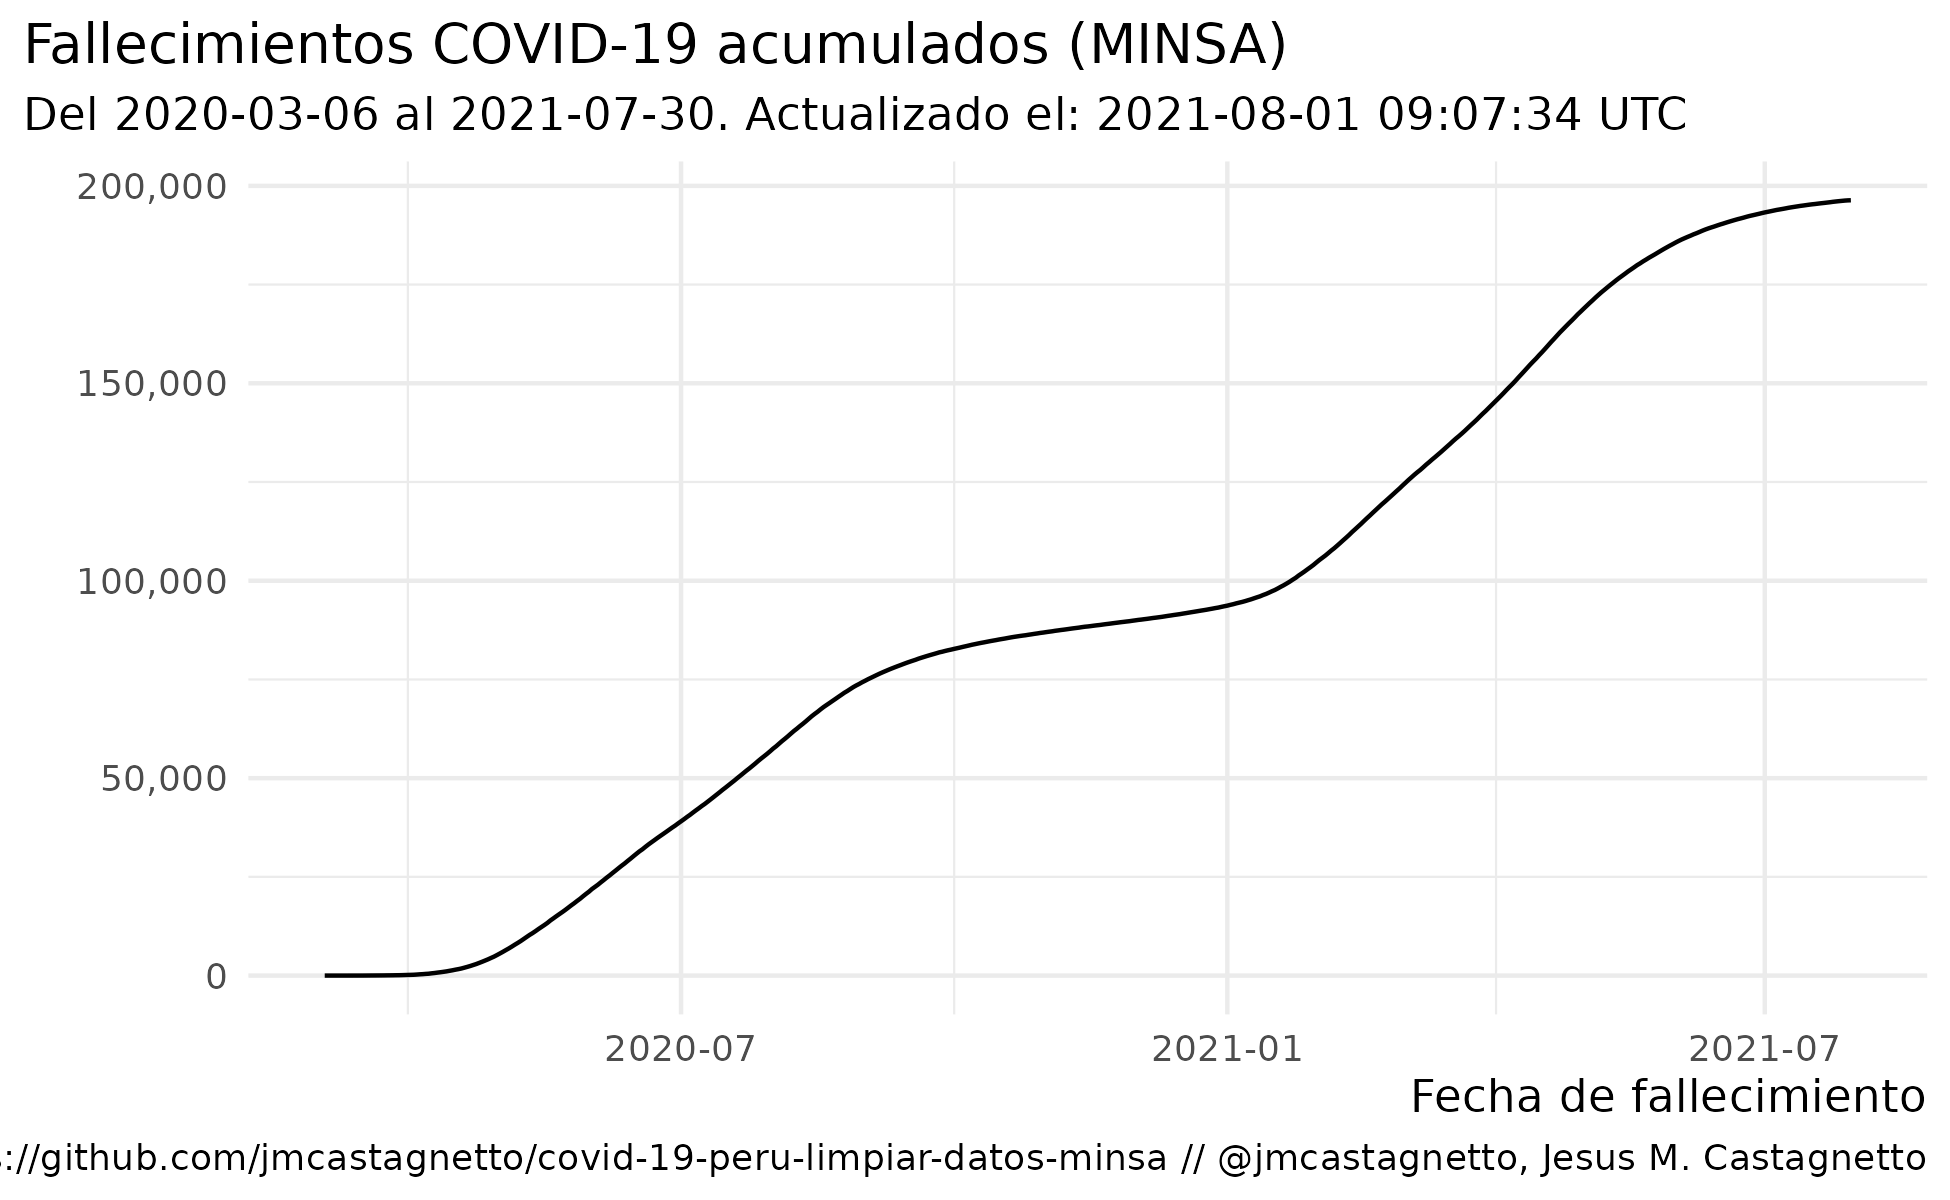 Fallecimientos COVID-19 acumulados (MINSA)
Del 2020-03-06 al 2021-07-30. Actualizado el: 2021-08-01 09:07:34 UTC
200,000
150,000
100,000
50,000
0
2020-07 2021-01 2021-07
Fecha de fallecimiento
://github.com/jmcastagnetto/covid-19-peru-limpiar-datos-minsa // @jmcastagnetto, Jesus M. Castagnetto